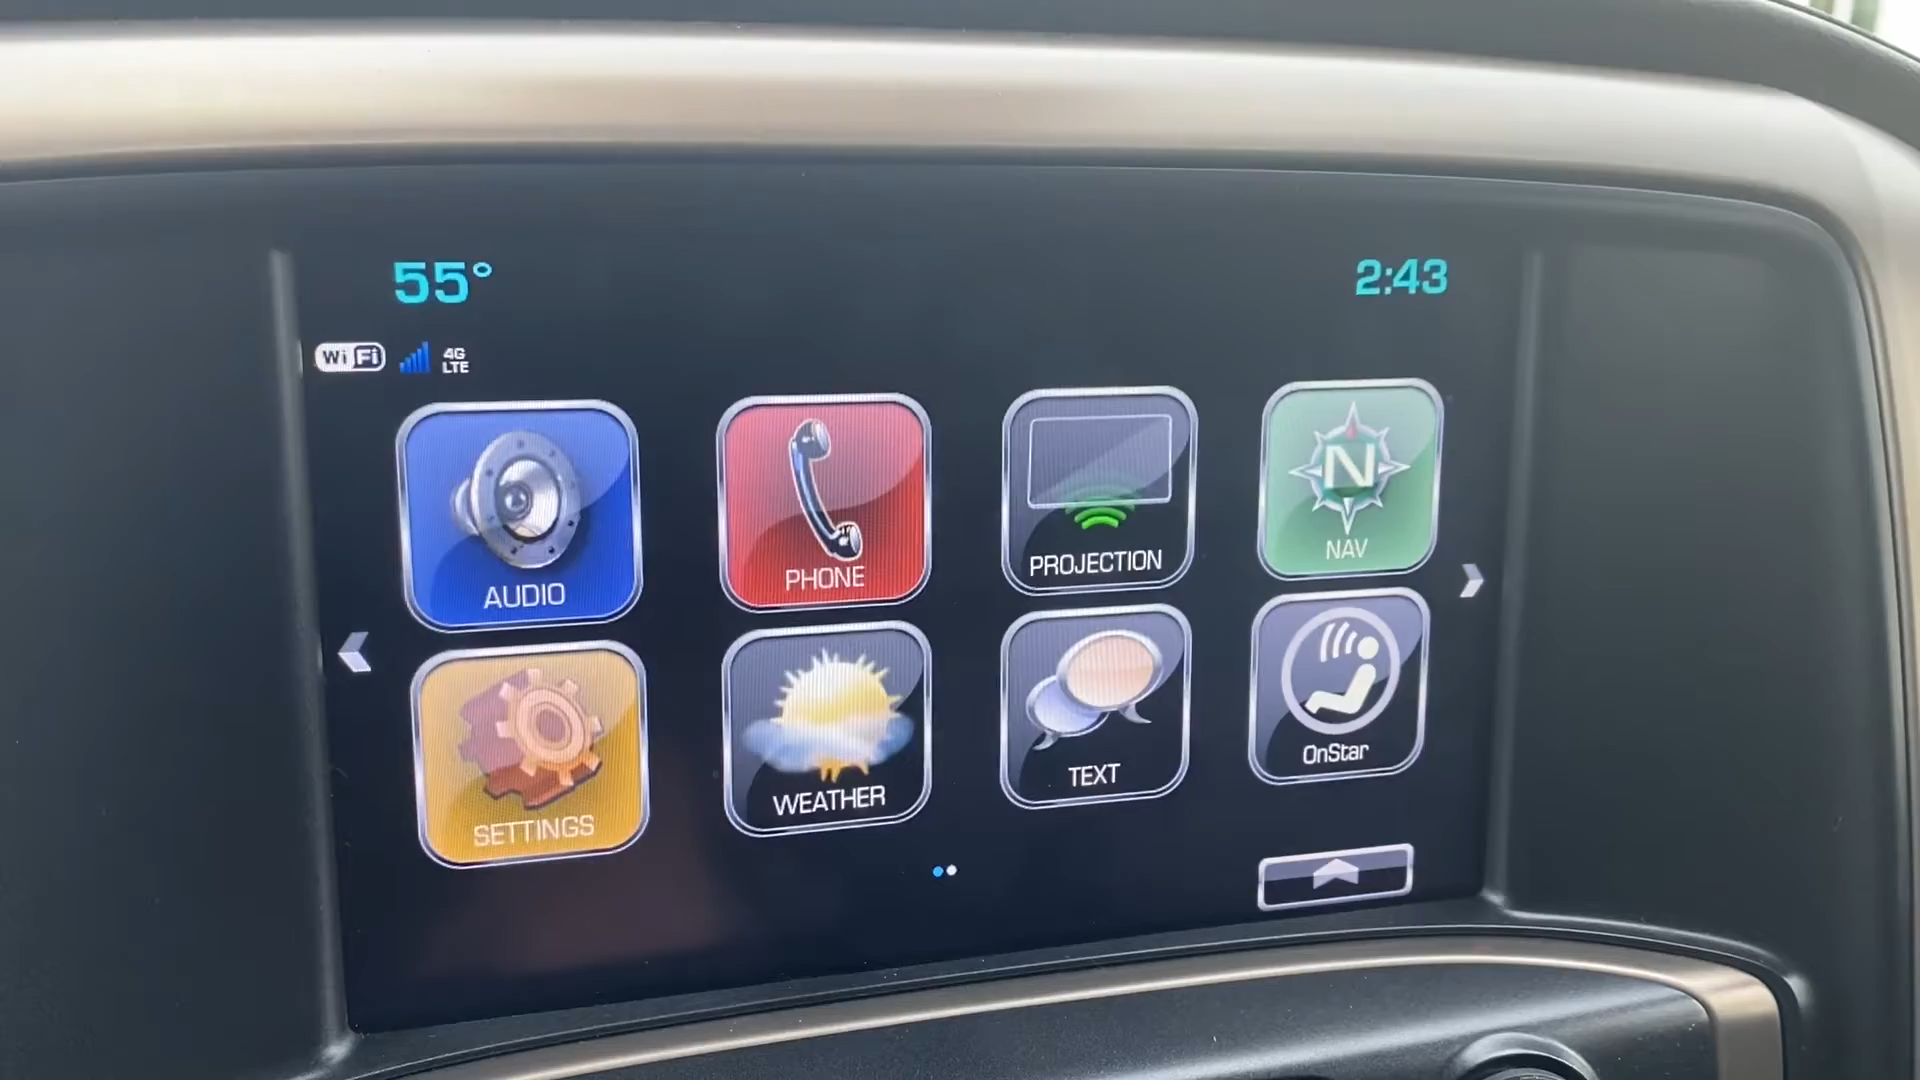 55°
2:43
WiFi
4G
LTE
AUDIO
PHONE
PROJECTION
N
NAV
SETTINGS
WEATHER
TEXT
OnStar